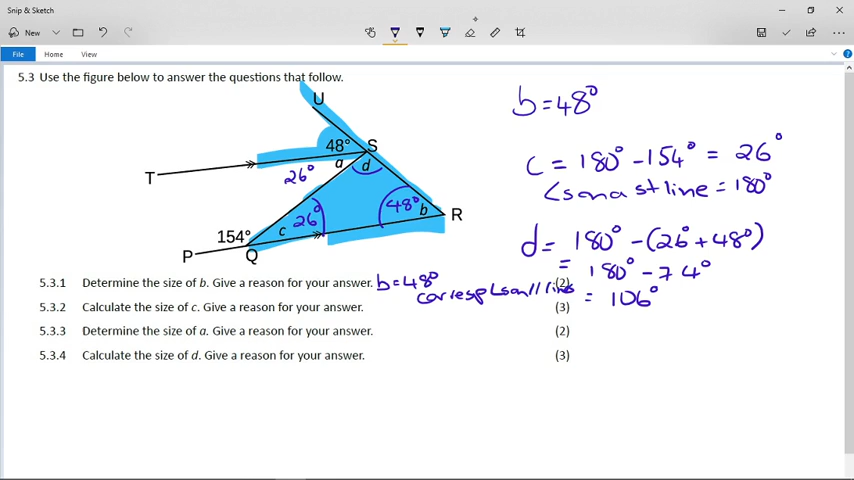 Snip & Sketch
New
File Home View
5.3 Use the figure below to answer the questions that follow.
U
b = 48°
48° S
a d
T
26°
c = 180° - 154° = 26°
<s on a st line = 180°
48° b R
26°
c
154°
P Q
d = 180° - (26° + 48°)
= 180° - 74°
= 106°
5.3.1 Determine the size of b. Give a reason for your answer. b = 48° (2)
corresp <s on // lines
5.3.2 Calculate the size of c. Give a reason for your answer. (3)
5.3.3 Determine the size of a. Give a reason for your answer. (2)
5.3.4 Calculate the size of d. Give a reason for your answer. (3)